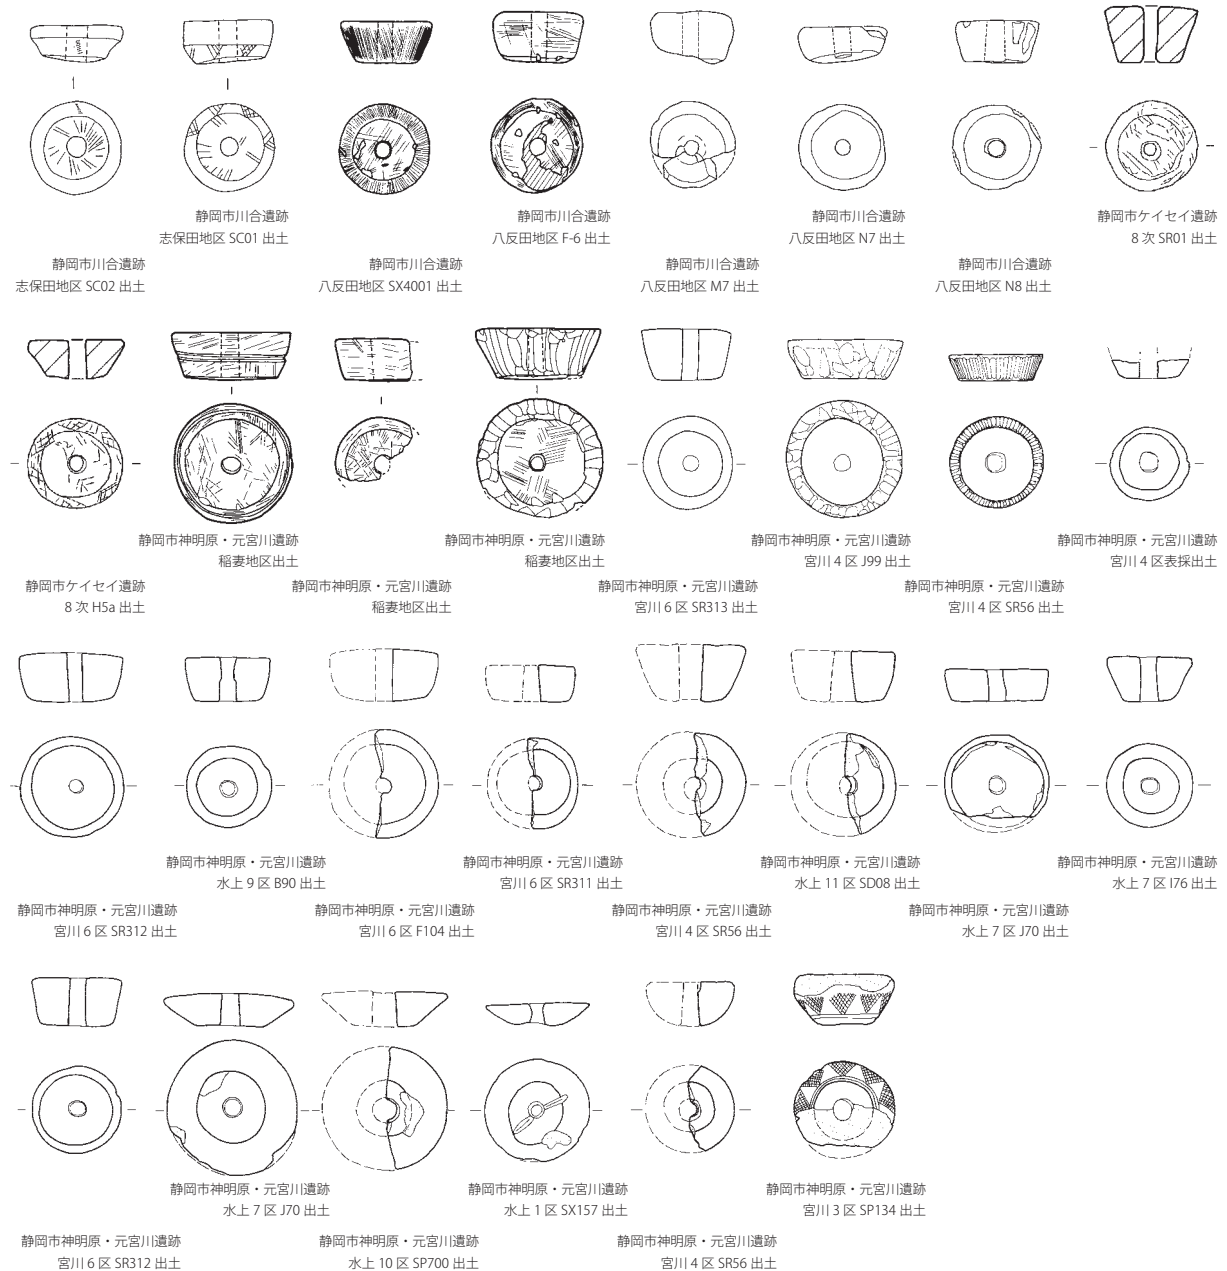 静岡市川合遺跡
志保田地区 SC02 出土
静岡市川合遺跡
志保田地区 SC01 出土
静岡市川合遺跡
八反田地区 SX4001 出土
静岡市川合遺跡
八反田地区 F-6 出土
静岡市川合遺跡
八反田地区 M7 出土
静岡市川合遺跡
八反田地区 N7 出土
静岡市川合遺跡
八反田地区 N8 出土
静岡市ケイセイ遺跡
8 次 SR01 出土
静岡市ケイセイ遺跡
8 次 H5a 出土
静岡市神明原・元宮川遺跡
稲妻地区出土
静岡市神明原・元宮川遺跡
稲妻地区出土
静岡市神明原・元宮川遺跡
稲妻地区出土
静岡市神明原・元宮川遺跡
宮川 6 区 SR313 出土
静岡市神明原・元宮川遺跡
宮川 4 区 J99 出土
静岡市神明原・元宮川遺跡
宮川 4 区 SR56 出土
静岡市神明原・元宮川遺跡
宮川 4 区表採出土
静岡市神明原・元宮川遺跡
宮川 6 区 SR312 出土
静岡市神明原・元宮川遺跡
水上 9 区 B90 出土
静岡市神明原・元宮川遺跡
宮川 6 区 F104 出土
静岡市神明原・元宮川遺跡
宮川 6 区 SR311 出土
静岡市神明原・元宮川遺跡
宮川 4 区 SR56 出土
静岡市神明原・元宮川遺跡
水上 11 区 SD08 出土
静岡市神明原・元宮川遺跡
水上 7 区 J70 出土
静岡市神明原・元宮川遺跡
水上 7 区 I76 出土
静岡市神明原・元宮川遺跡
宮川 6 区 SR312 出土
静岡市神明原・元宮川遺跡
水上 7 区 J70 出土
静岡市神明原・元宮川遺跡
水上 10 区 SP700 出土
静岡市神明原・元宮川遺跡
水上 1 区 SX157 出土
静岡市神明原・元宮川遺跡
宮川 4 区 SR56 出土
静岡市神明原・元宮川遺跡
宮川 3 区 SP134 出土